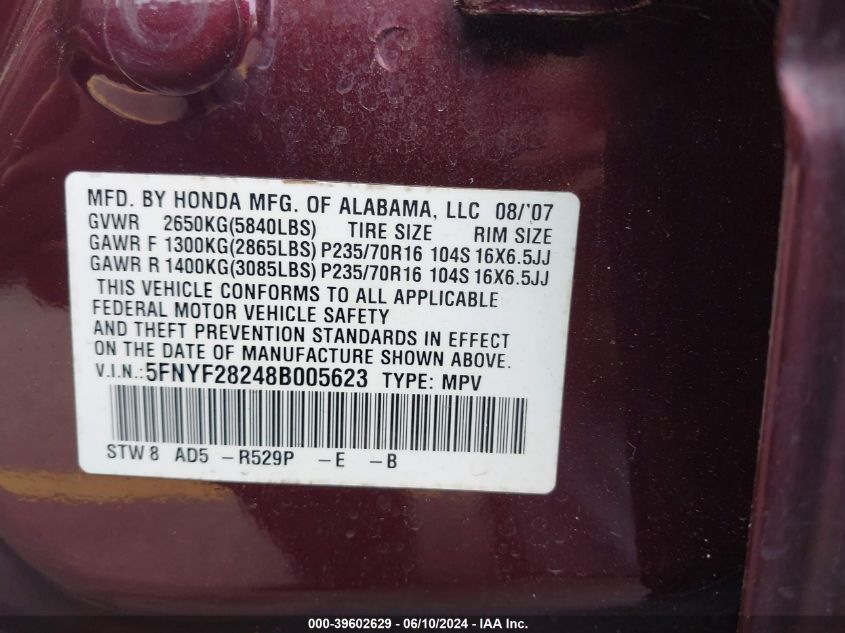 MFD. BY HONDA MFG. OF ALABAMA, LLC 08/'07
GVWR 2650KG(5840LBS) TIRE SIZE RIM SIZE
GAWR F 1300KG(2865LBS) P235/70R16 104S 16X6.5JJ
GAWR R 1400KG(3085LBS) P235/70R16 104S 16X6.5JJ
THIS VEHICLE CONFORMS TO ALL APPLICABLE
FEDERAL MOTOR VEHICLE SAFETY
AND THEFT PREVENTION STANDARDS IN EFFECT
ON THE DATE OF MANUFACTURE SHOWN ABOVE.
V.I.N.: 5FNYF28248B005623 TYPE: MPV
STW 8 AD5 - R529P - E - B
000-39602629 - 06/10/2024 - IAA Inc.